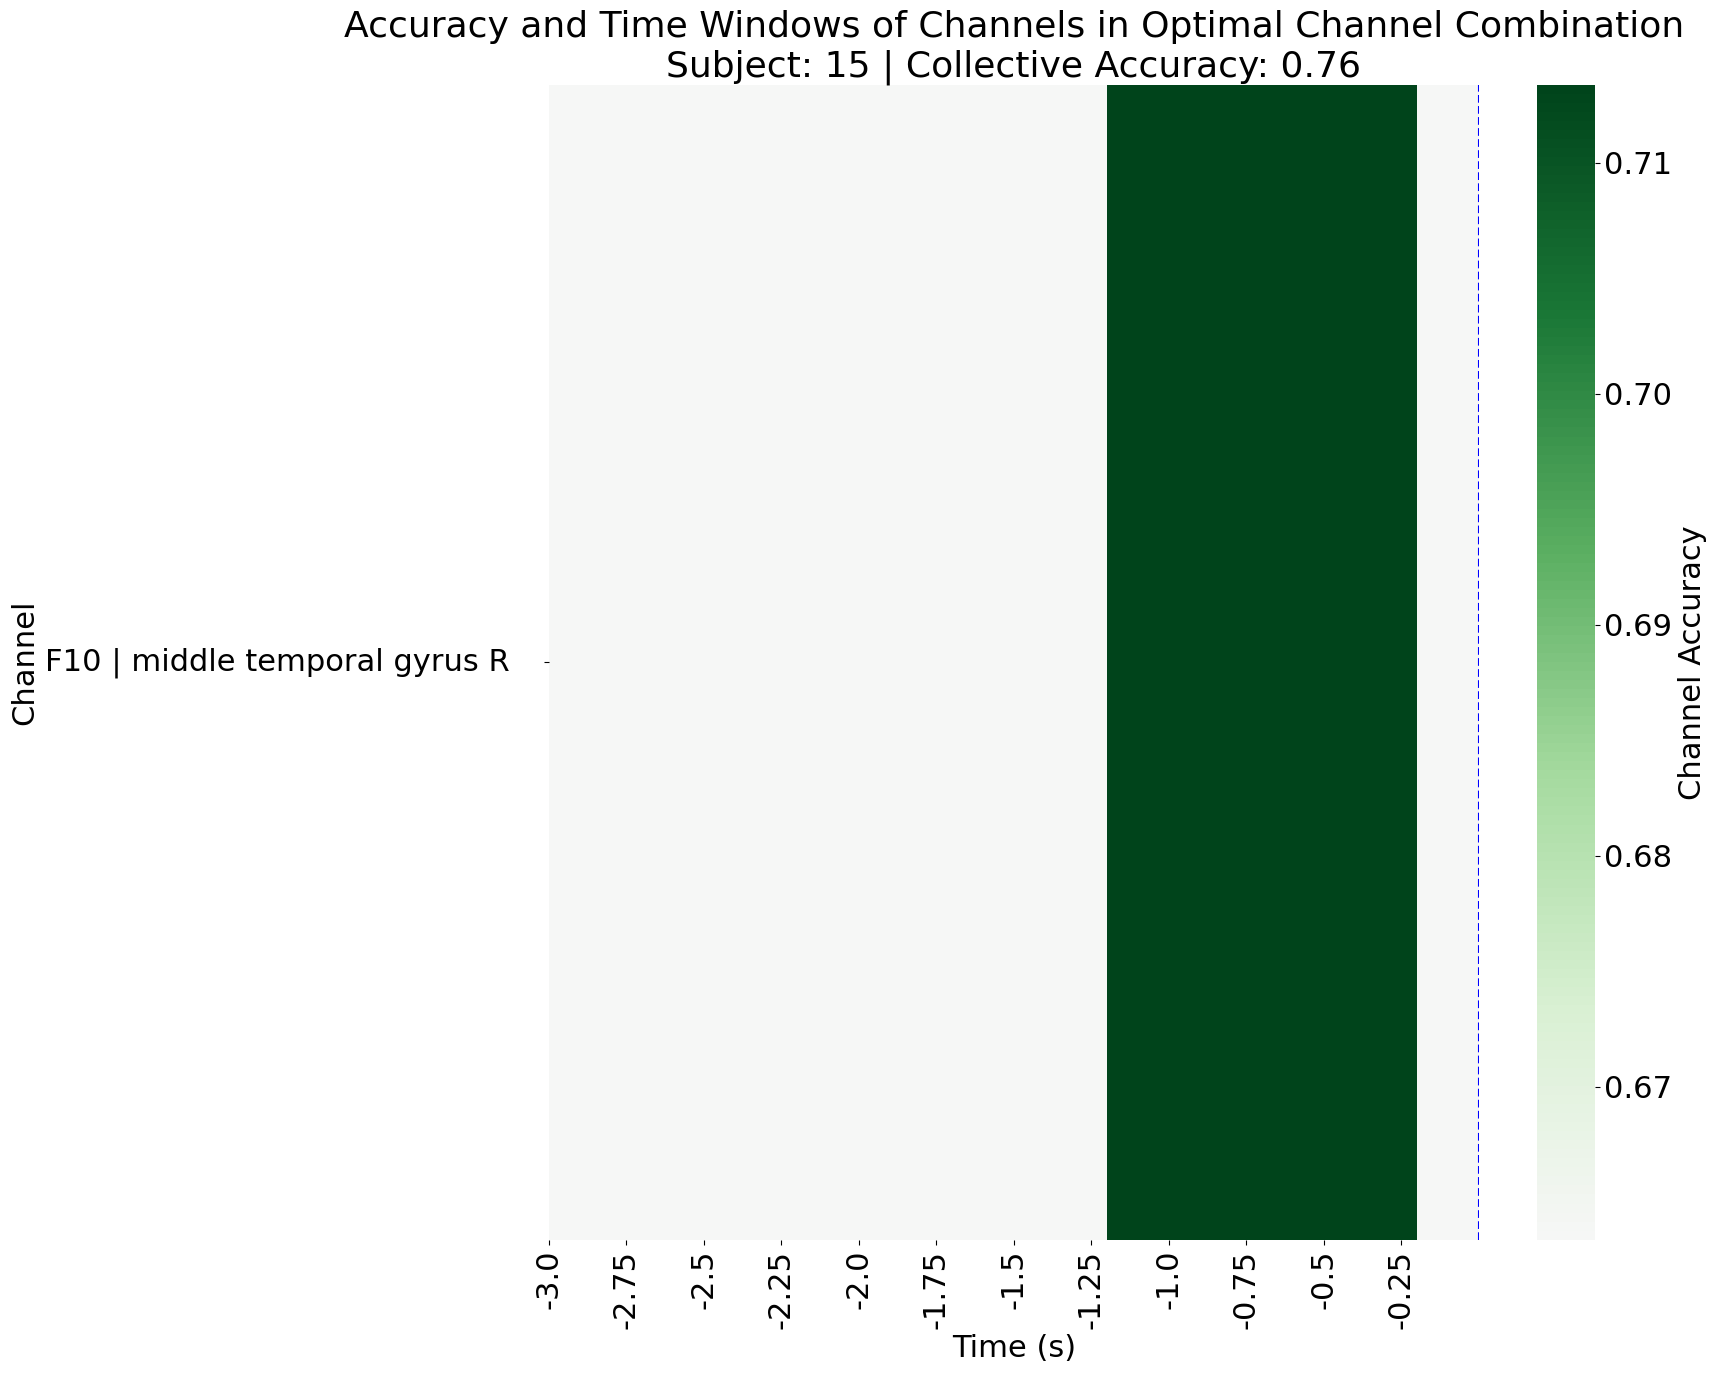 Accuracy and Time Windows of Channels in Optimal Channel Combination
Subject: 15 | Collective Accuracy: 0.76
Channel
F10 | middle temporal gyrus R
-3.0
-2.75
-2.5
-2.25
-2.0
-1.75
-1.5
-1.25
-1.0
-0.75
-0.5
-0.25
Time (s)
0.71
0.70
0.69
0.68
0.67
Channel Accuracy